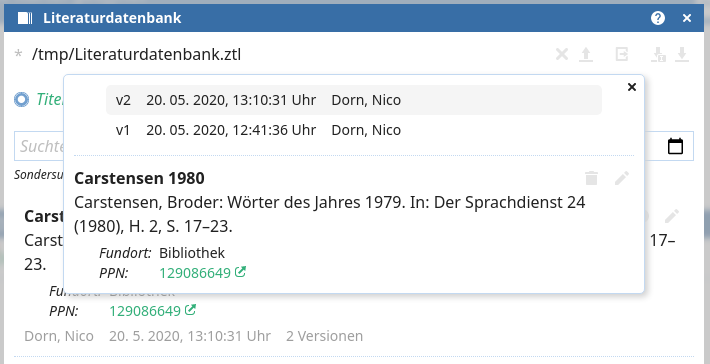 Literaturdatenbank
* /tmp/Literaturdatenbank.ztl
Tite
Suchte
Sondersu
v2 20. 05. 2020, 13:10:31 Uhr Dorn, Nico
v1 20. 05. 2020, 12:41:36 Uhr Dorn, Nico
Carstensen 1980
Carstensen, Broder: Wörter des Jahres 1979. In: Der Sprachdienst 24
(1980), H. 2, S. 17–23.
Fundort: Bibliothek
PPN: 129086649
Carst
Carst 17–
23.
Fundort: Bibliothek
PPN: 129086649
Dorn, Nico 20. 5. 2020, 13:10:31 Uhr 2 Versionen